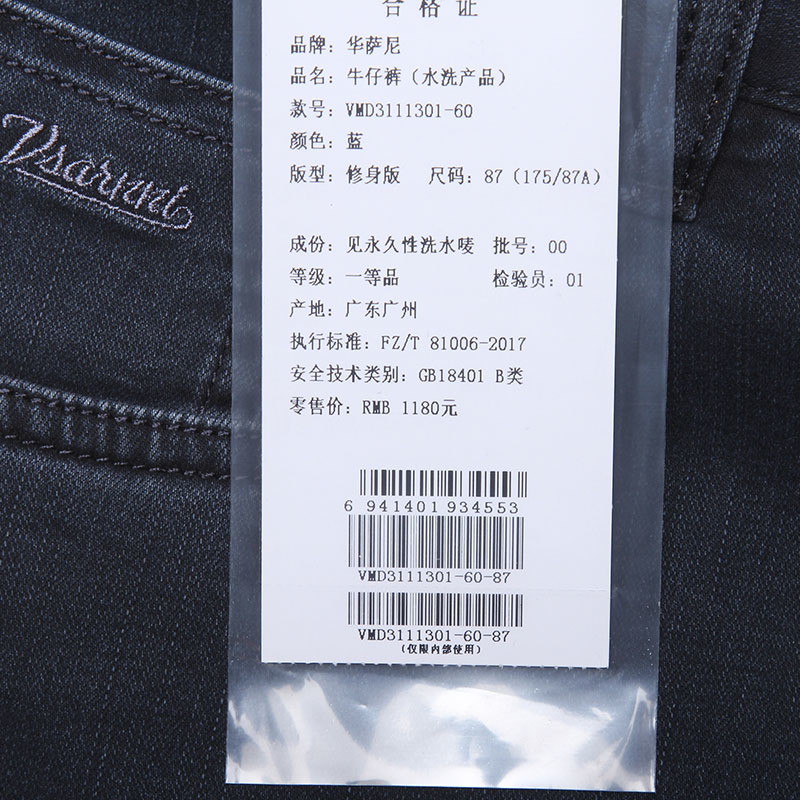 合格证
品牌：华萨尼
品名：牛仔裤（水洗产品）
款号：VMD3111301-60
颜色：蓝
版型：修身版 尺码：87（175/87A）
成份：见永久性洗水唛 批号：00
等级：一等品 检验员：01
产地：广东广州
执行标准：FZ/T 81006-2017
安全技术类别：GB18401 B类
零售价：RMB 1180元
6 941401 934553
VMD3111301-60-87
VMD3111301-60-87
（仅限内部使用）